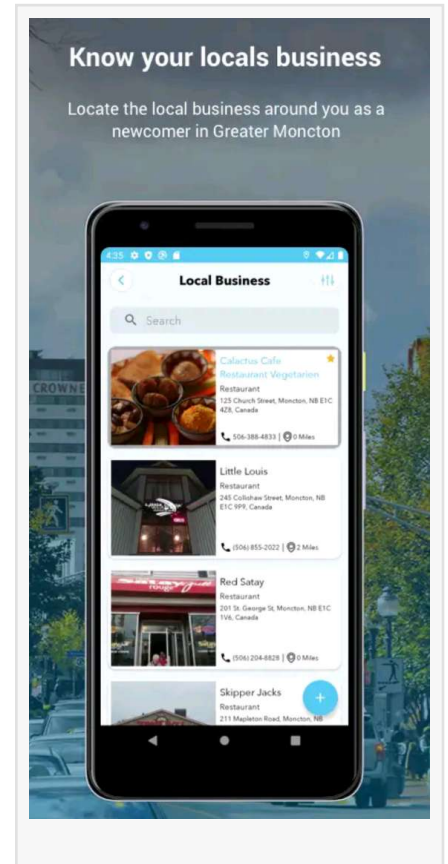 Know your locals business
Locate the local business around you as a
newcomer in Greater Moncton
4:35
Local Business
Search
Calactus Cafe
Restaurant Vegetarien
Restaurant
125 Church Street, Moncton, NB E1C
4Z8, Canada
506-388-4833 | 0 Miles
Little Louis
Restaurant
245 Collishaw Street, Moncton, NB
E1C 9P9, Canada
(506) 855-2022 | 2 Miles
Red Satay
Restaurant
201 St. George St, Moncton, NB E1C
1V6, Canada
(506) 204-8828 | 0 Miles
Skipper Jacks
Restaurant
211 Mapleton Road, Moncton, NB
CROWNE